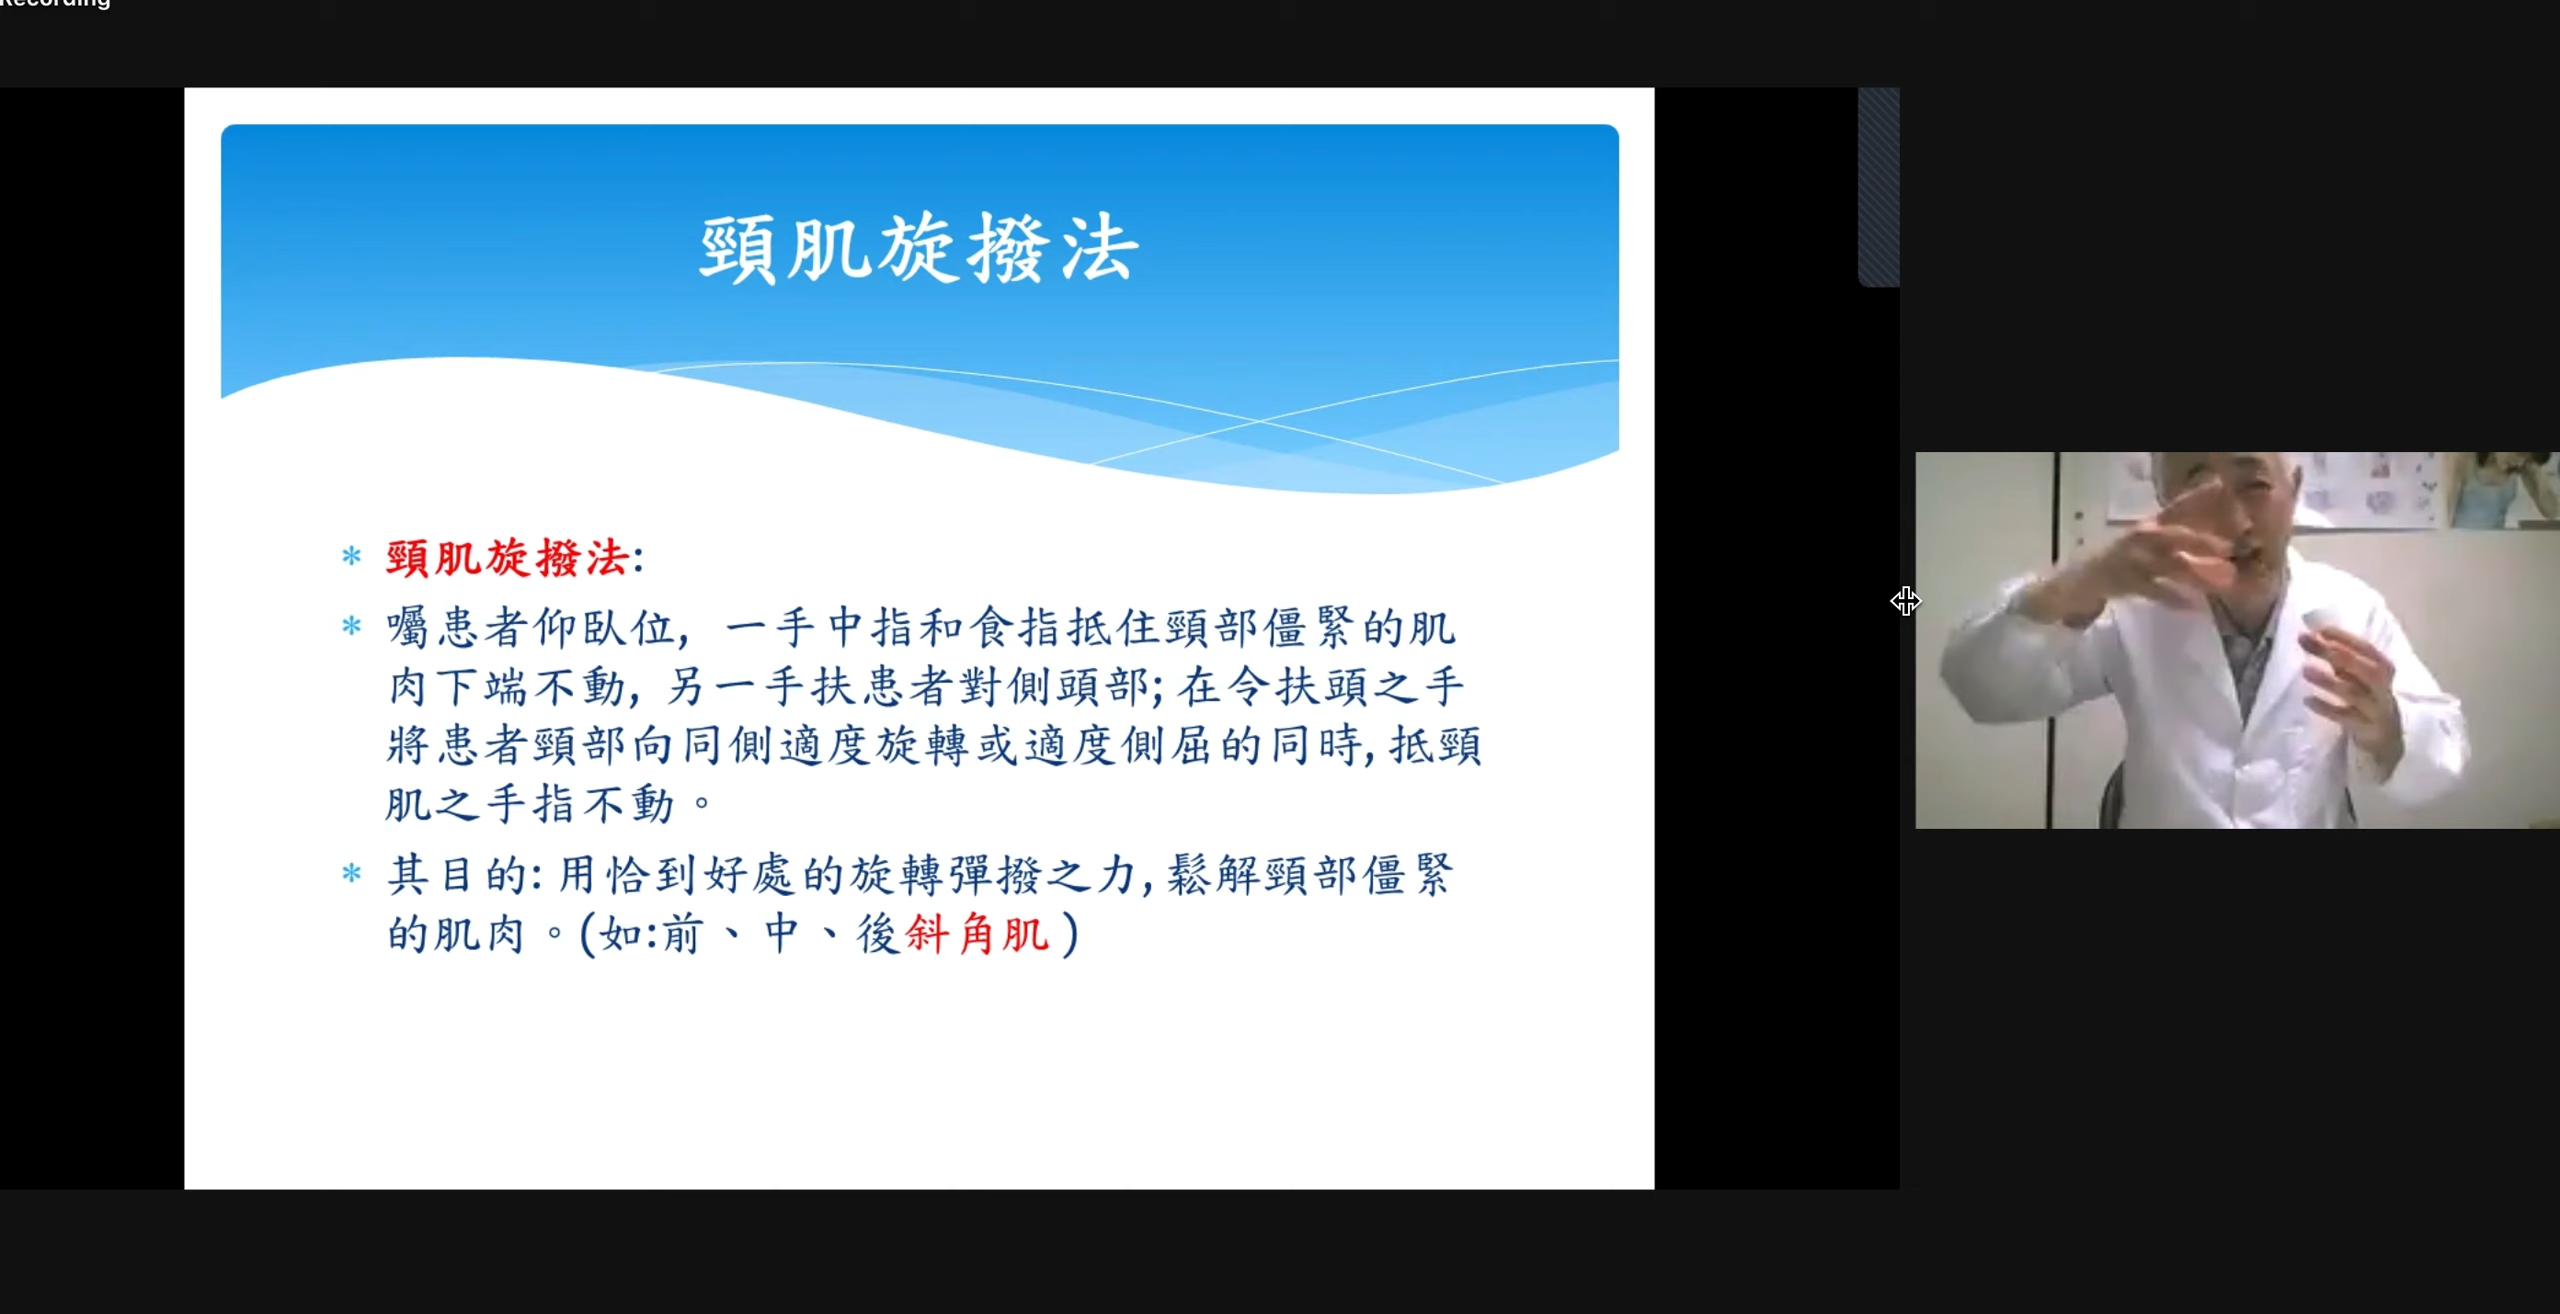 Recording
頸肌旋撥法
* 頸肌旋撥法:
* 囑患者仰臥位, 一手中指和食指抵住頸部僵緊的肌
肉下端不動, 另一手扶患者對側頭部; 在令扶頭之手
將患者頸部向同側適度旋轉或適度側屈的同時, 抵頸
肌之手指不動。
* 其目的: 用恰到好處的旋轉彈撥之力, 鬆解頸部僵緊
的肌肉。(如:前、中、後斜角肌)